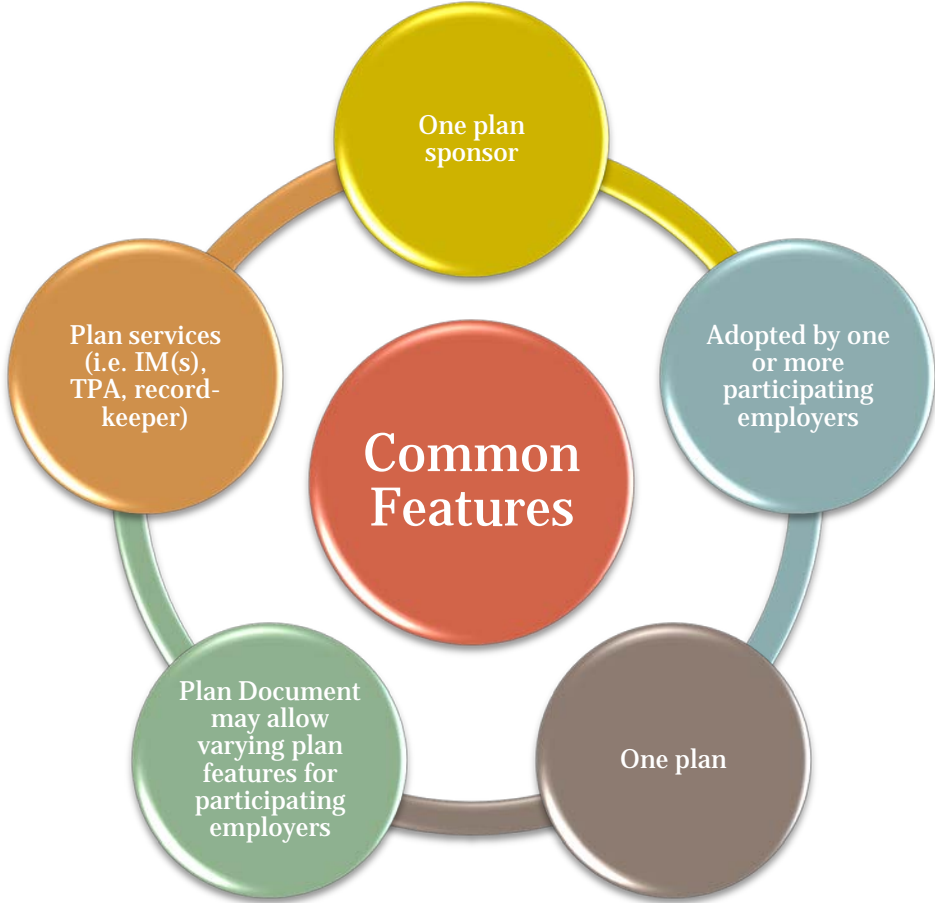 One plan
sponsor
Adopted by one
or more
participating
employers
One plan
Plan Document
may allow
varying plan
features for
participating
employers
Plan services
(i.e. IM(s),
TPA, record-
keeper)
Common
Features